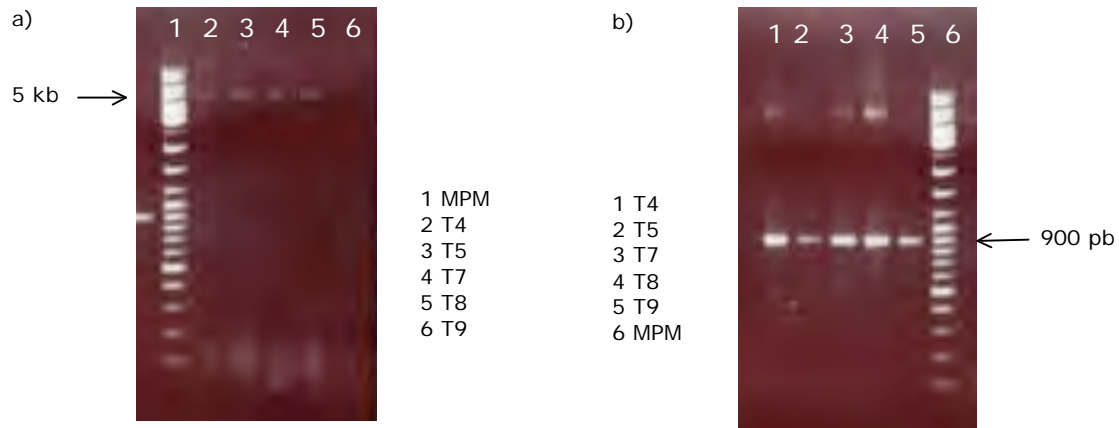 a)
1 2 3 4 5 6
5 kb
1 MPM
2 T4
3 T5
4 T7
5 T8
6 T9
b)
1 2 3 4 5 6
1 T4
2 T5
3 T7
4 T8
5 T9
6 MPM
900 pb